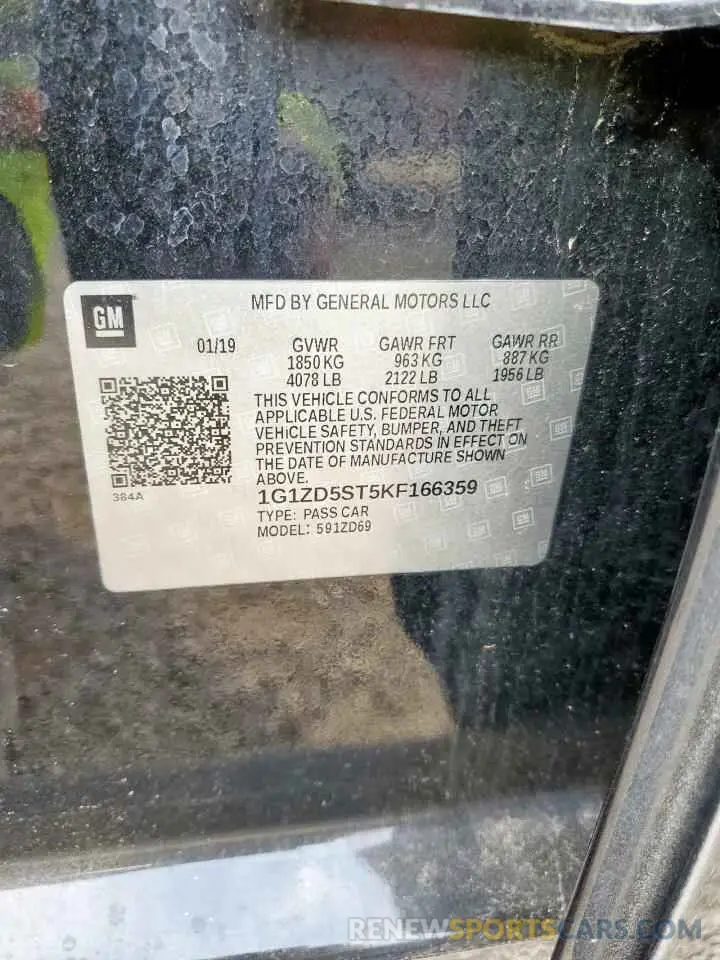 GM
MFD BY GENERAL MOTORS LLC
01/19 GVWR GAWR FRT GAWR RR
1850 KG 963 KG 887 KG
4078 LB 2122 LB 1956 LB
THIS VEHICLE CONFORMS TO ALL
APPLICABLE U.S. FEDERAL MOTOR
VEHICLE SAFETY, BUMPER, AND THEFT
PREVENTION STANDARDS IN EFFECT ON
THE DATE OF MANUFACTURE SHOWN
ABOVE.
384A
1G1ZD5ST5KF166359
TYPE: PASS CAR
MODEL: 591ZD69
RENEWSPORTSCARS.COM